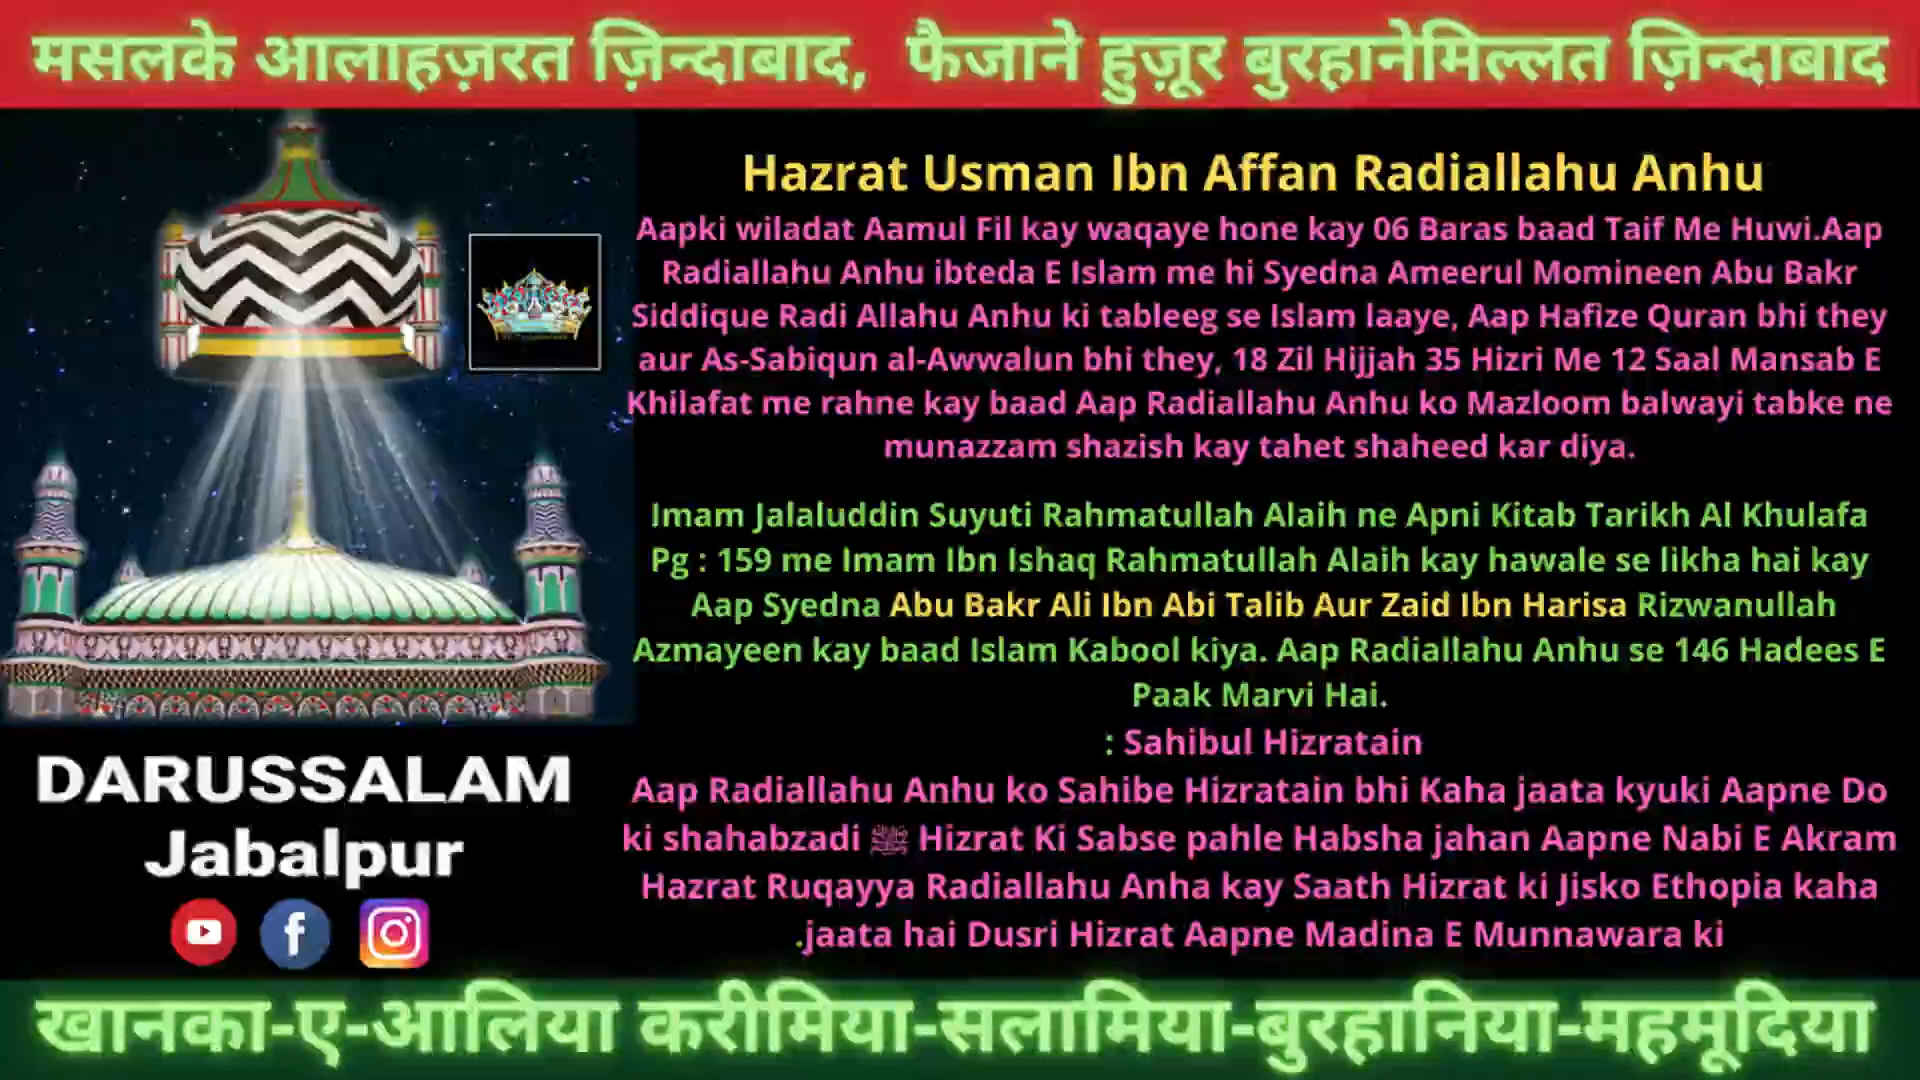 मसलके आलाहज़रत ज़िन्दाबाद, फैजाने हुज़ूर बुरहानेमिल्लत ज़िन्दाबाद
Hazrat Usman Ibn Affan Radiallahu Anhu
Aapki wiladat Aamul Fil kay waqaye hone kay 06 Baras baad Taif Me Huwi.Aap
Radiallahu Anhu ibteda E Islam me hi Syedna Ameerul Momineen Abu Bakr
Siddique Radi Allahu Anhu ki tableeg se Islam laaye, Aap Hafize Quran bhi they
aur As-Sabiqun al-Awwalun bhi they, 18 Zil Hijjah 35 Hizri Me 12 Saal Mansab E
Khilafat me rahne kay baad Aap Radiallahu Anhu ko Mazloom balwayi tabke ne
munazzam shazish kay tahet shaheed kar diya.
Imam Jalaluddin Suyuti Rahmatullah Alaih ne Apni Kitab Tarikh Al Khulafa
Pg : 159 me Imam Ibn Ishaq Rahmatullah Alaih kay hawale se likha hai kay
Aap Syedna Abu Bakr Ali Ibn Abi Talib Aur Zaid Ibn Harisa Rizwanullah
Azmayeen kay baad Islam Kabool kiya. Aap Radiallahu Anhu se 146 Hadees E
Paak Marvi Hai.
: Sahibul Hizratain
Aap Radiallahu Anhu ko Sahibe Hizratain bhi Kaha jaata kyuki Aapne Do
ki shahabzadi ﷺ Hizrat Ki Sabse pahle Habsha jahan Aapne Nabi E Akram
Hazrat Ruqayya Radiallahu Anha kay Saath Hizrat ki Jisko Ethopia kaha
.jaata hai Dusri Hizrat Aapne Madina E Munnawara ki
DARUSSALAM
Jabalpur
खानका-ए-आलिया करीमिया-सलामिया-बुरहानिया-महमूदिया